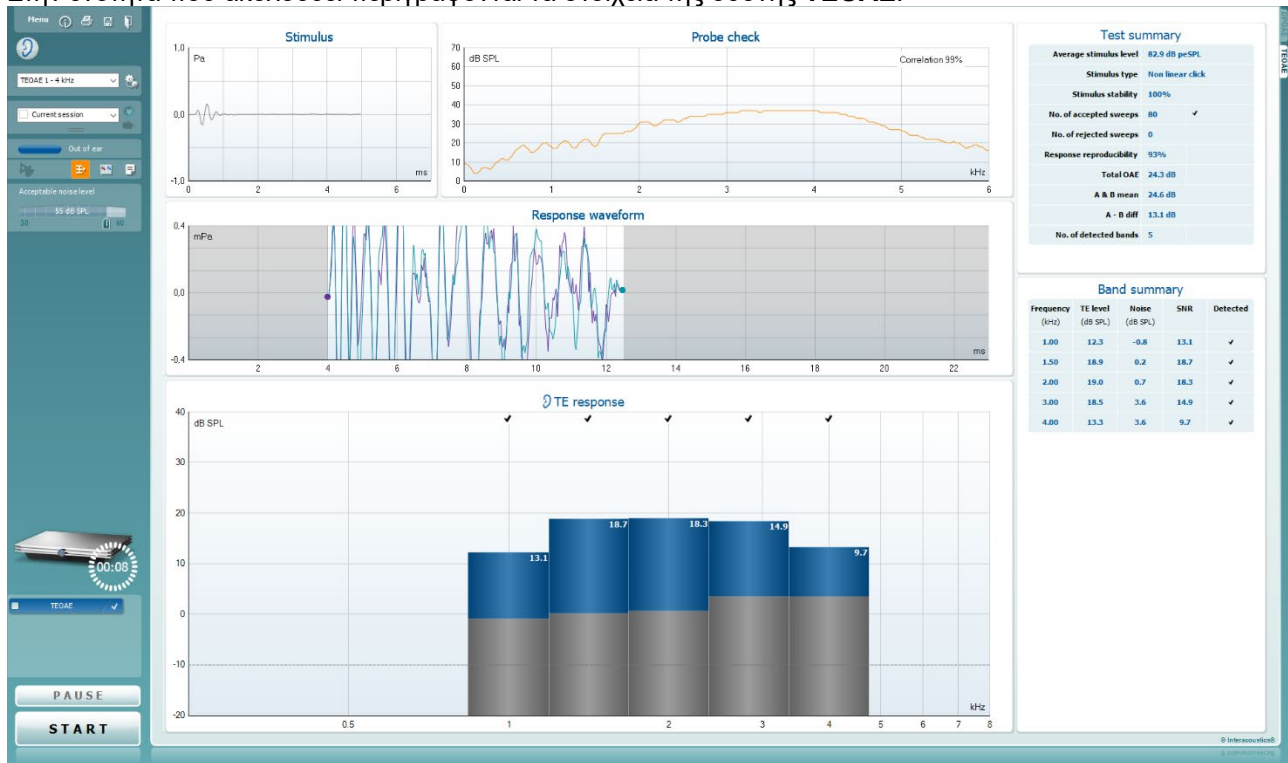 Στην ενότητα που ακολουθεί περιγράφονται τα στοιχεία της οθόνης TEOAE.
Menu
TEOAE 1 - 4 kHz
Current session
Out of ear
Acceptable noise level
55 dB SPL
30 60
00:08
TEOAE
PAUSE
START
Stimulus
1,0
Pa
0,0
-1,0
ms
0 2 4 6
Probe check
70
dB SPL
Correlation 99%
60
50
40
30
20
10
0
kHz
0 1 2 3 4 5 6
Response waveform
0,4
mPa
0,0
-0,4
ms
2 4 6 8 10 12 14 16 18 20 22
TE response
40
dB SPL
30
20
10
0
-10
-20
13.1 18.7 18.3 14.9 9.7
kHz
0.5 1 2 3 4 5 6 7 8
Test summary
Average stimulus level 82.9 dB peSPL
Stimulus type Non linear click
Stimulus stability 100%
No. of accepted sweeps 80 ✔
No. of rejected sweeps 0
Response reproducibility 93%
Total OAE 24.3 dB
A & B mean 24.6 dB
A - B diff 13.1 dB
No. of detected bands 5
Band summary
Frequency TE level Noise SNR Detected
(kHz) (dB SPL) (dB SPL)
1.00 12.3 -0.8 13.1 ✔
1.50 18.9 0.2 18.7 ✔
2.00 19.0 0.7 18.3 ✔
3.00 18.5 3.6 14.9 ✔
4.00 13.3 3.6 9.7 ✔
TEOAE
® Interacoustics®